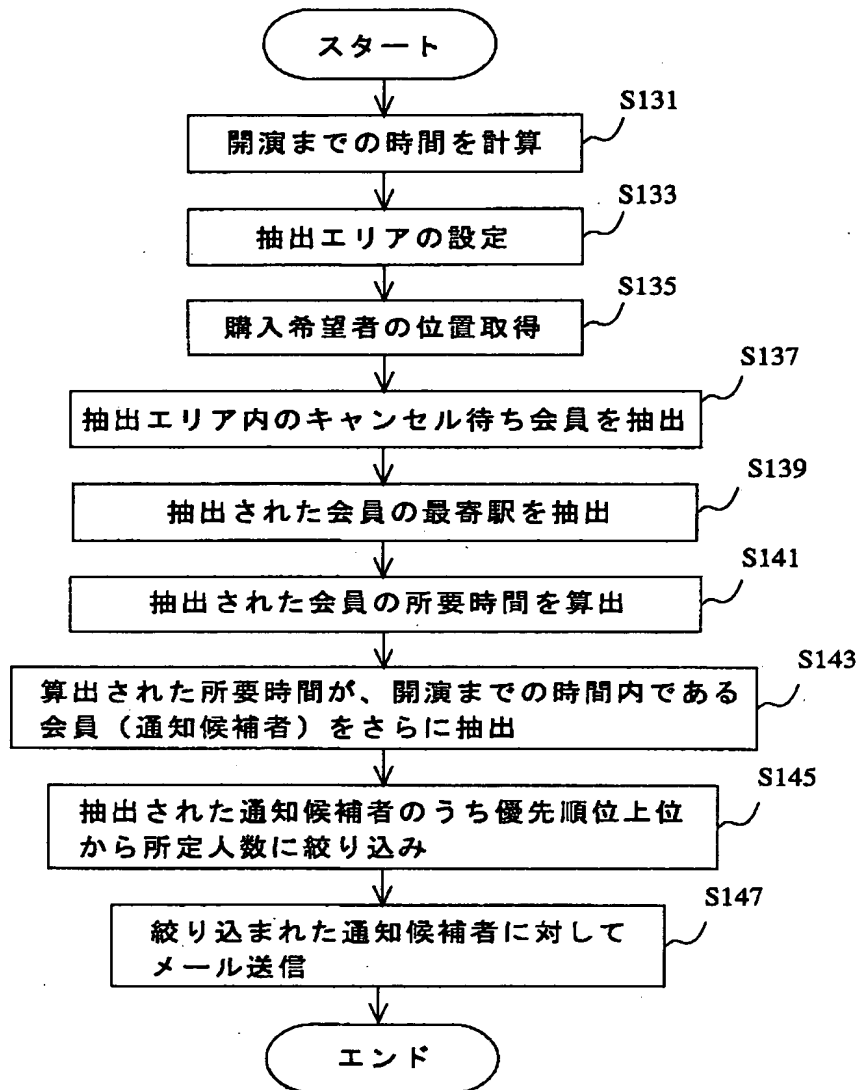 スタート
S131
開演までの時間を計算
S133
抽出エリアの設定
S135
購入希望者の位置取得
S137
抽出エリア内のキャンセル待ち会員を抽出
S139
抽出された会員の最寄駅を抽出
S141
抽出された会員の所要時間を算出
S143
算出された所要時間が、開演までの時間内である
会員（通知候補者）をさらに抽出
S145
抽出された通知候補者のうち優先順位上位
から所定人数に絞り込み
S147
絞り込まれた通知候補者に対して
メール送信
エンド